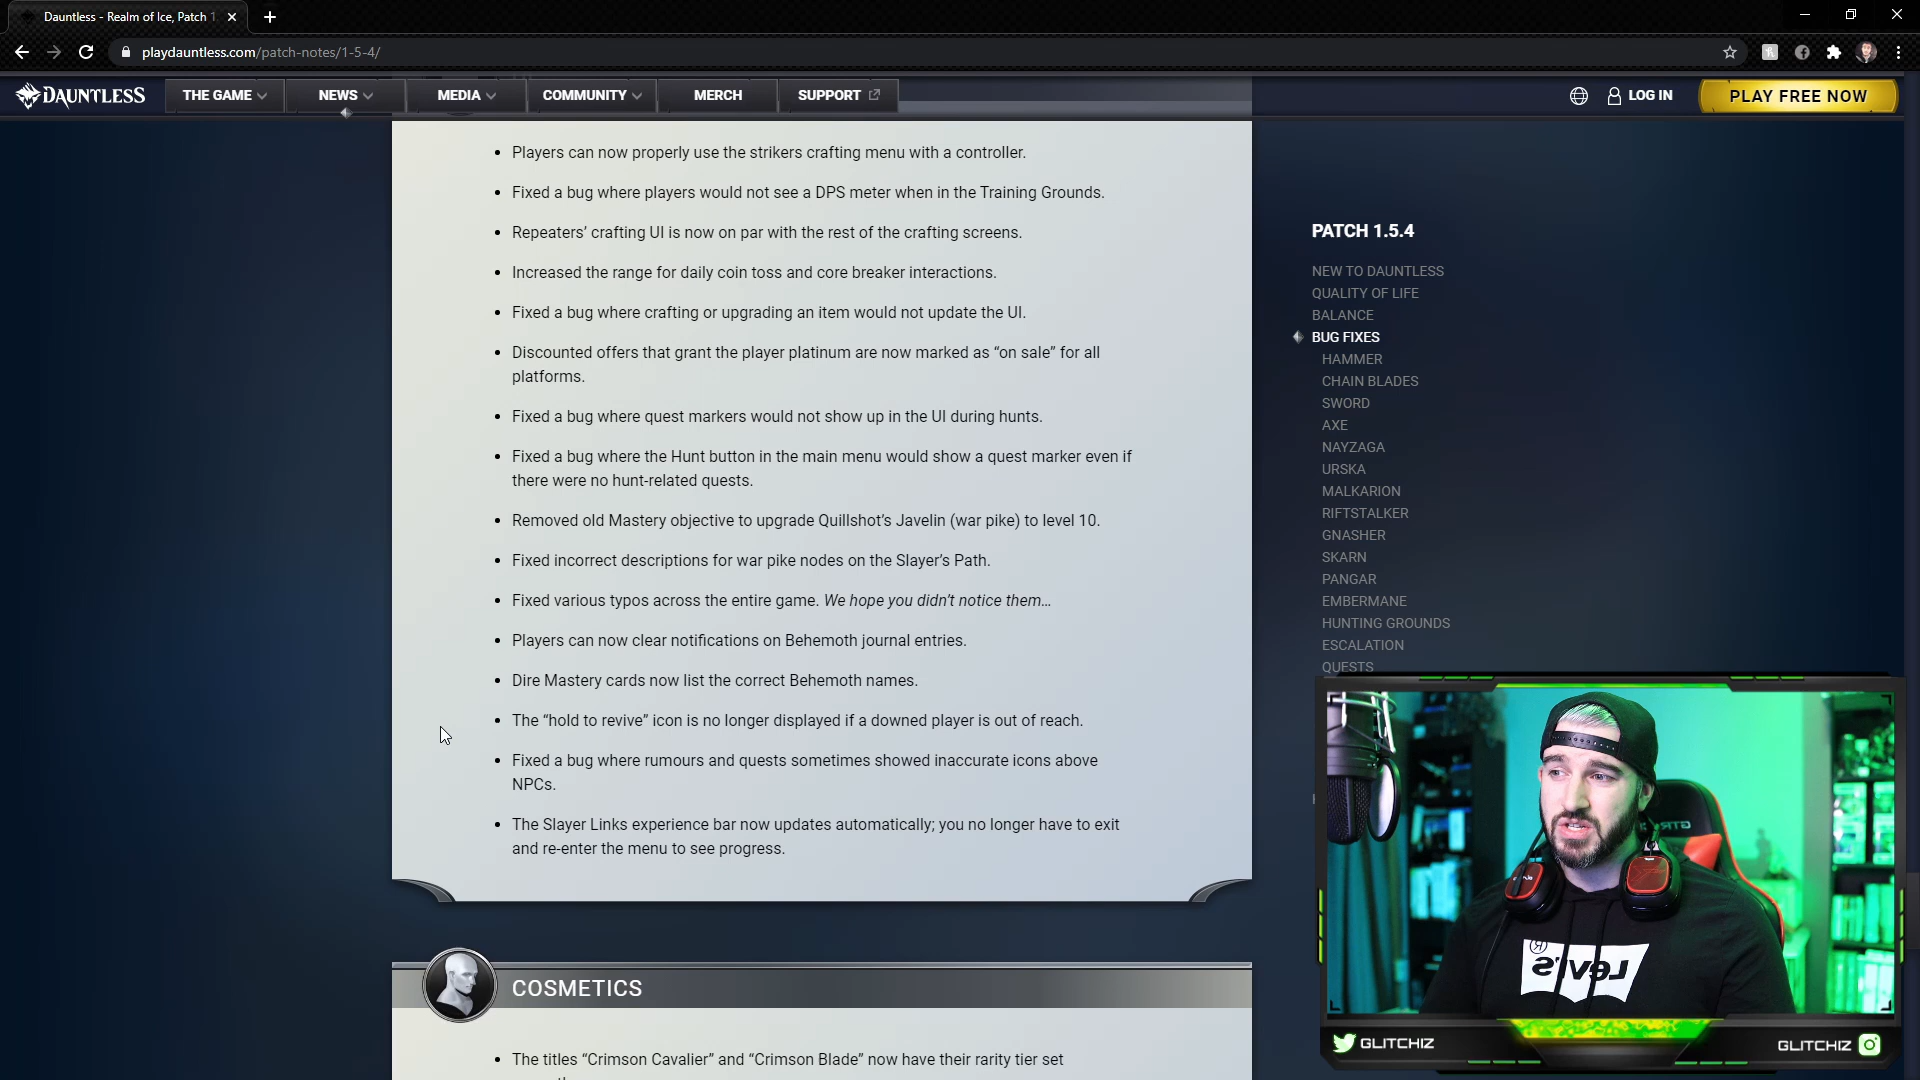 Dauntless - Realm of Ice, Patch 1
playdauntless.com/patch-notes/1-5-4/
DAUNTLESS
THE GAME
NEWS
MEDIA
COMMUNITY
MERCH
SUPPORT
LOG IN
PLAY FREE NOW
• Players can now properly use the strikers crafting menu with a controller.
• Fixed a bug where players would not see a DPS meter when in the Training Grounds.
• Repeaters’ crafting UI is now on par with the rest of the crafting screens.
• Increased the range for daily coin toss and core breaker interactions.
• Fixed a bug where crafting or upgrading an item would not update the UI.
• Discounted offers that grant the player platinum are now marked as “on sale” for all
platforms.
• Fixed a bug where quest markers would not show up in the UI during hunts.
• Fixed a bug where the Hunt button in the main menu would show a quest marker even if
there were no hunt-related quests.
• Removed old Mastery objective to upgrade Quillshot’s Javelin (war pike) to level 10.
• Fixed incorrect descriptions for war pike nodes on the Slayer’s Path.
• Fixed various typos across the entire game. We hope you didn’t notice them…
• Players can now clear notifications on Behemoth journal entries.
• Dire Mastery cards now list the correct Behemoth names.
• The “hold to revive” icon is no longer displayed if a downed player is out of reach.
• Fixed a bug where rumours and quests sometimes showed inaccurate icons above
NPCs.
• The Slayer Links experience bar now updates automatically; you no longer have to exit
and re-enter the menu to see progress.
COSMETICS
• The titles “Crimson Cavalier” and “Crimson Blade” now have their rarity tier set
PATCH 1.5.4
NEW TO DAUNTLESS
QUALITY OF LIFE
BALANCE
BUG FIXES
HAMMER
CHAIN BLADES
SWORD
AXE
NAYZAGA
URSKA
MALKARION
RIFTSTALKER
GNASHER
SKARN
PANGAR
EMBERMANE
HUNTING GROUNDS
ESCALATION
QUESTS
Levi's
GLITCHIZ
GLITCHIZ